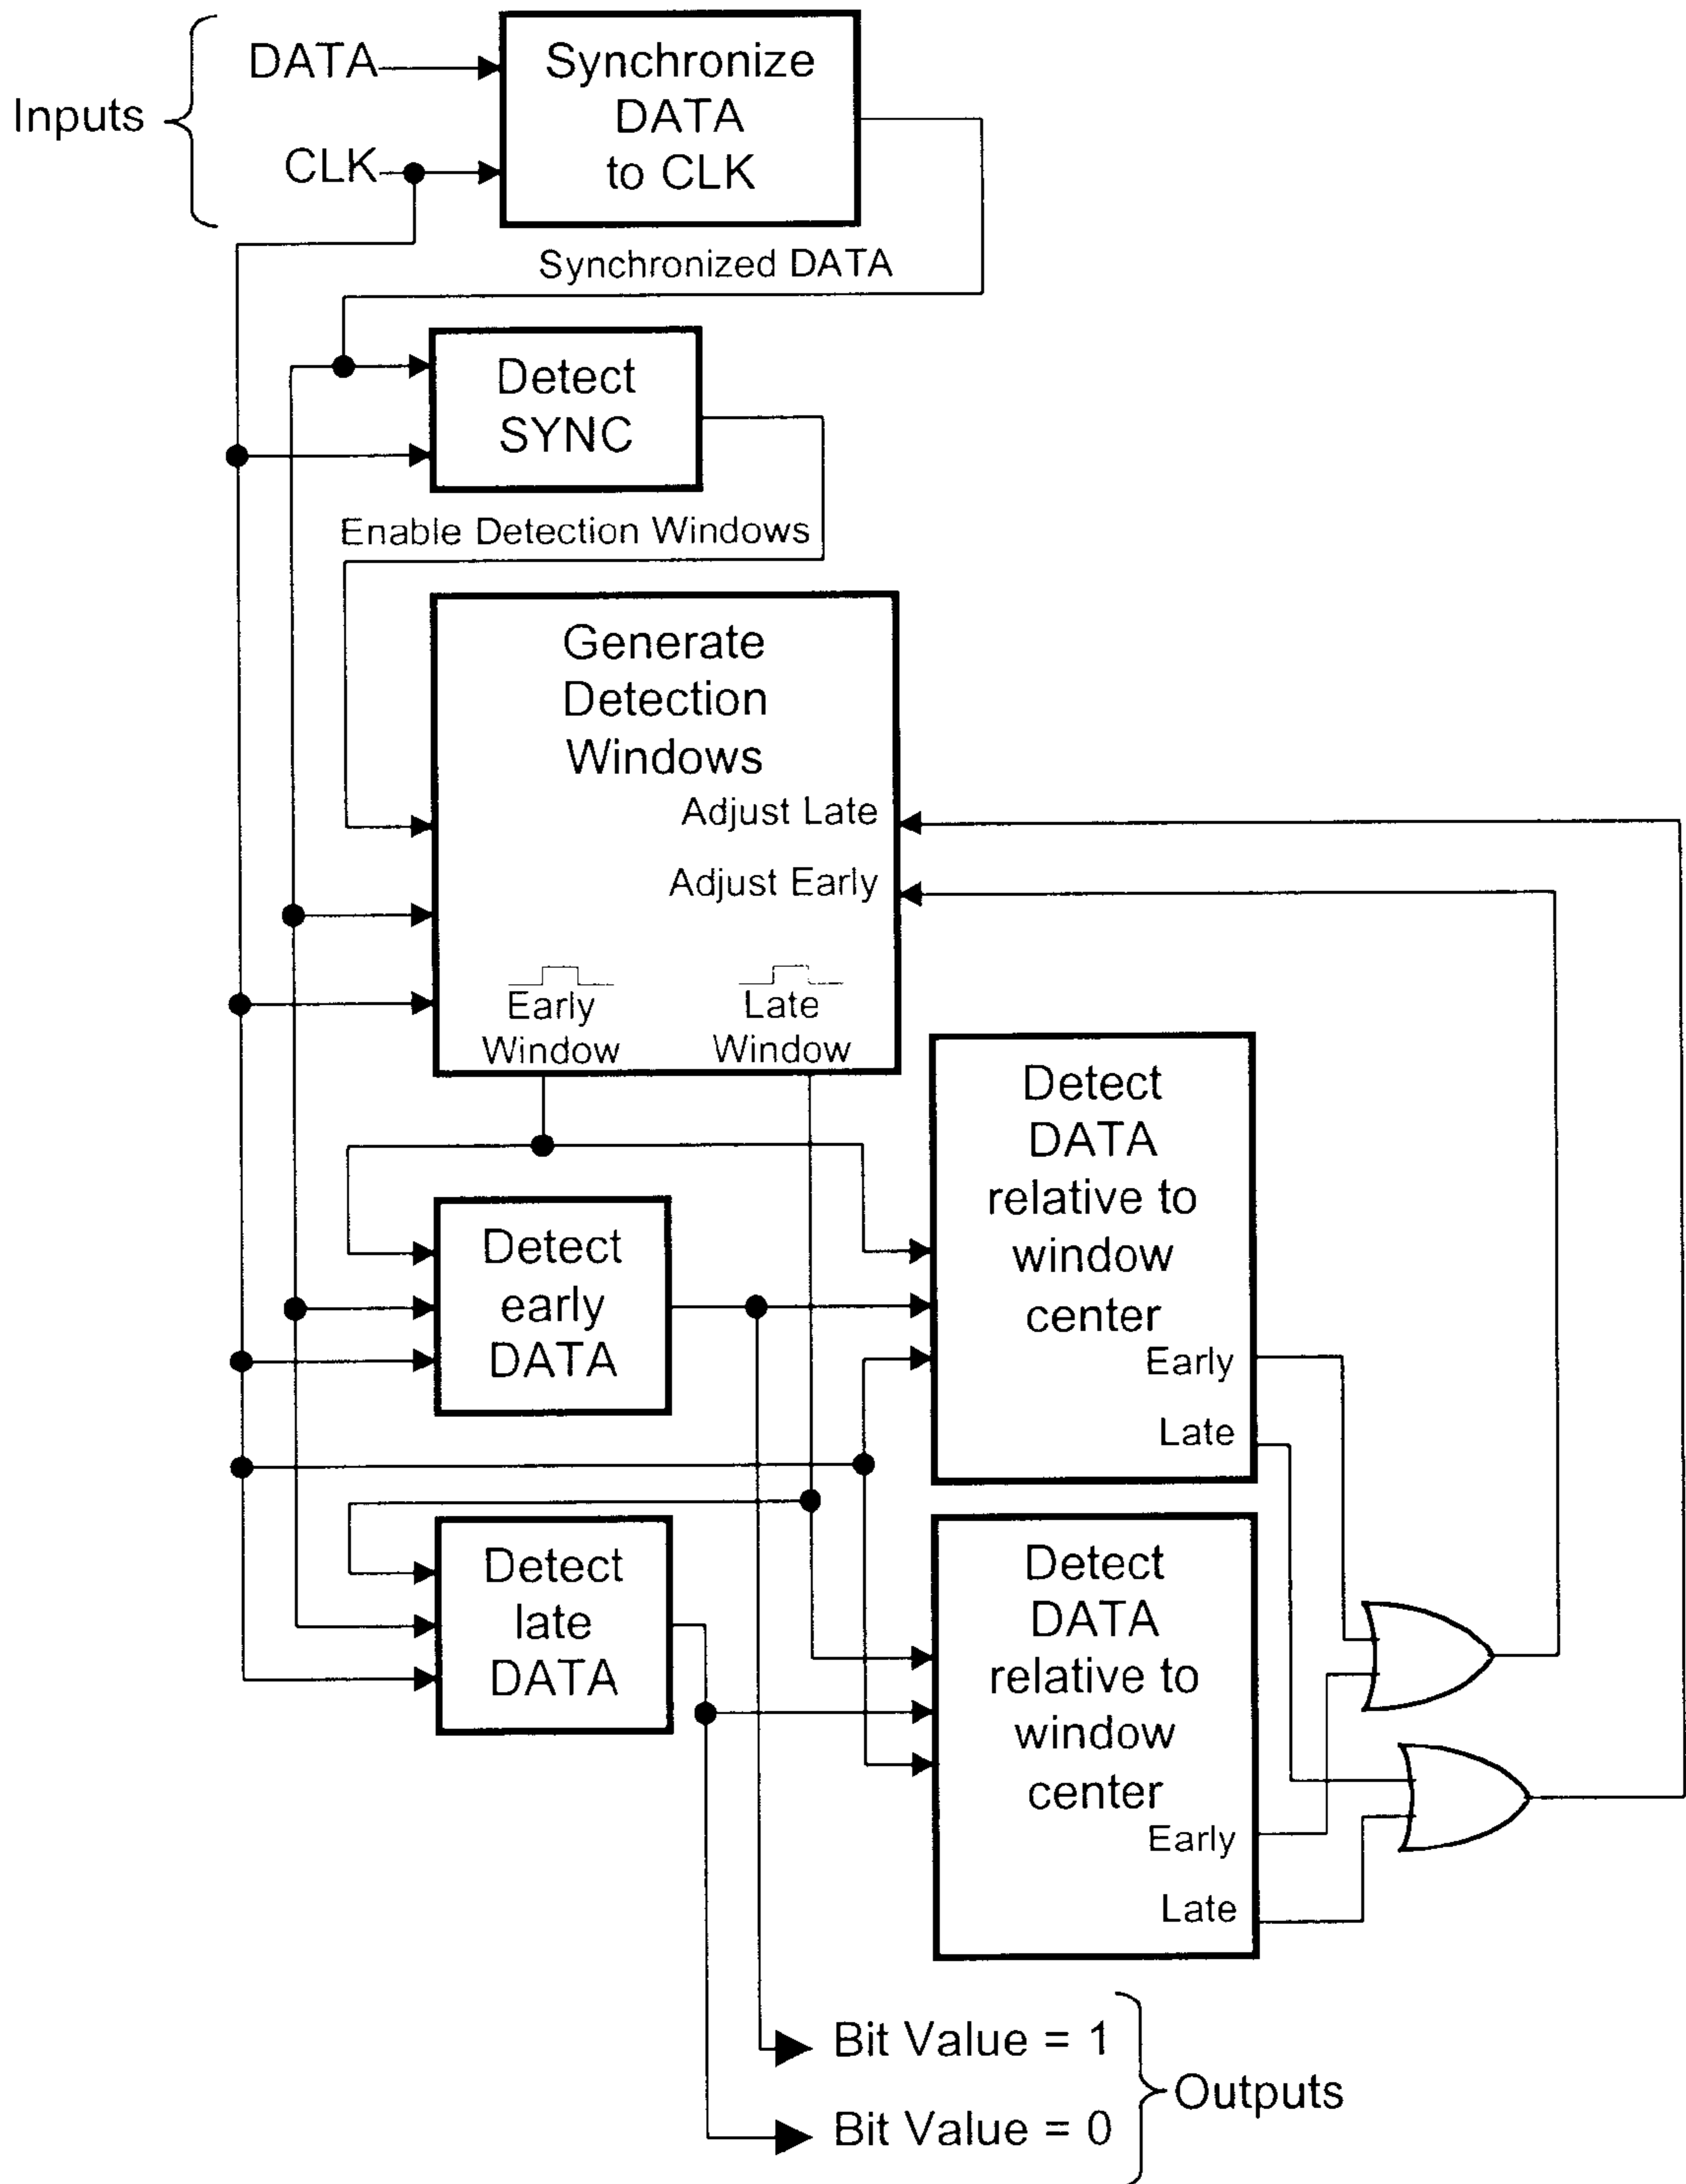 Inputs
DATA
CLK
Synchronize
DATA
to CLK
Synchronized DATA
Detect
SYNC
Enable Detection Windows
Generate
Detection
Windows
Adjust Late
Adjust Early
Early
Window
Late
Window
Detect
DATA
relative to
window
center
Early
Late
Detect
early
DATA
Detect
late
DATA
Detect
DATA
relative to
window
center
Early
Late
Bit Value = 1
Bit Value = 0
Outputs